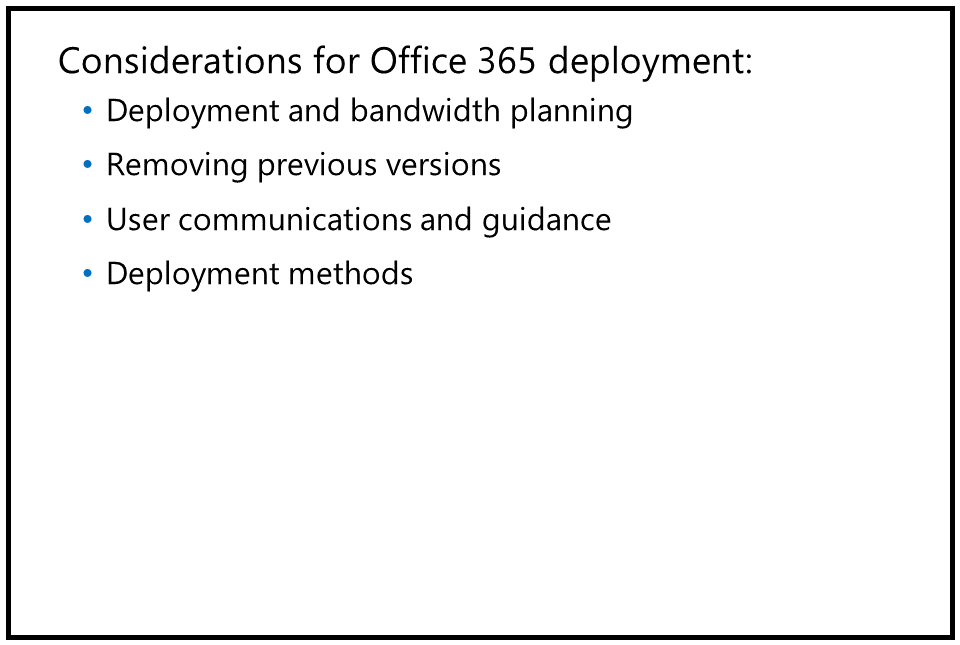 Considerations for Office 365 deployment:
• Deployment and bandwidth planning
• Removing previous versions
• User communications and guidance
• Deployment methods